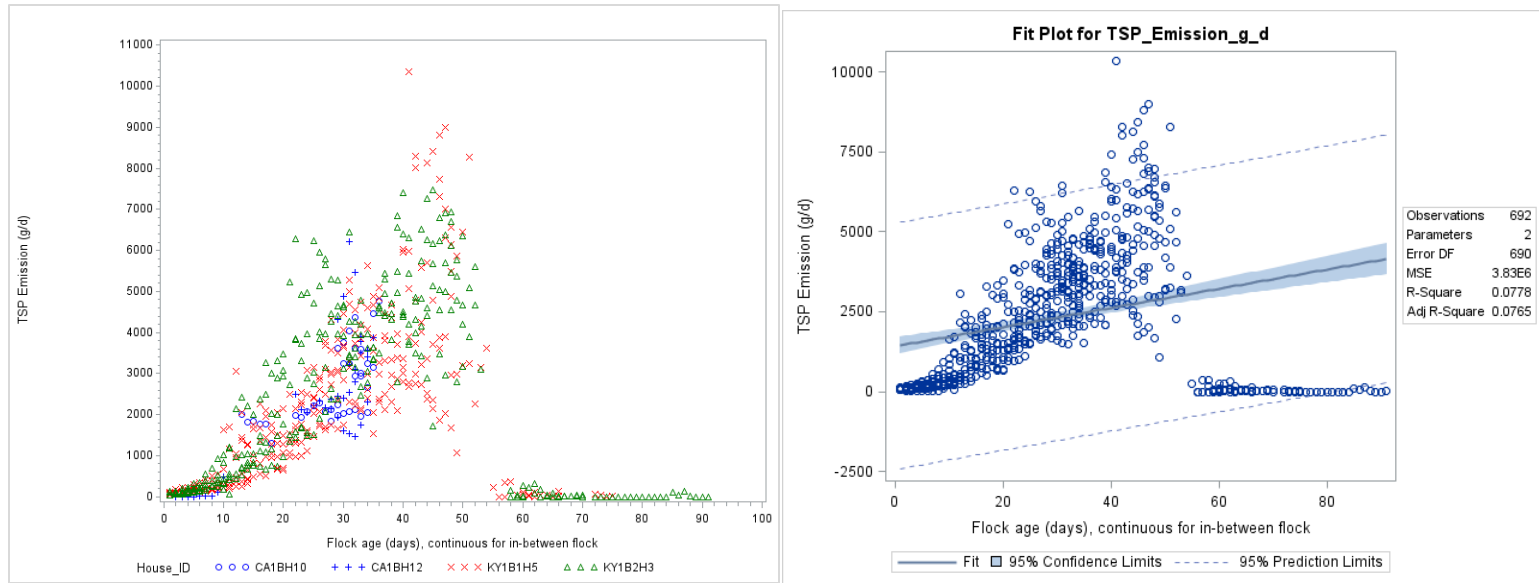 TSP Emission (g/d)
11000
10000
9000
8000
7000
6000
5000
4000
3000
2000
1000
0
0 10 20 30 40 50 60 70 80 90 100
Flock age (days), continuous for in-between flock
House_ID CA1BH10 CA1BH12 KY1B1H5 KY1B2H3
Fit Plot for TSP_Emission_g_d
TSP Emission (g/d)
10000
7500
5000
2500
0
-2500
0 20 40 60 80
Flock age (days), continuous for in-between flock
Fit 95% Confidence Limits 95% Prediction Limits
Observations 692
Parameters 2
Error DF 690
MSE 3.83E6
R-Square 0.0778
Adj R-Square 0.0765